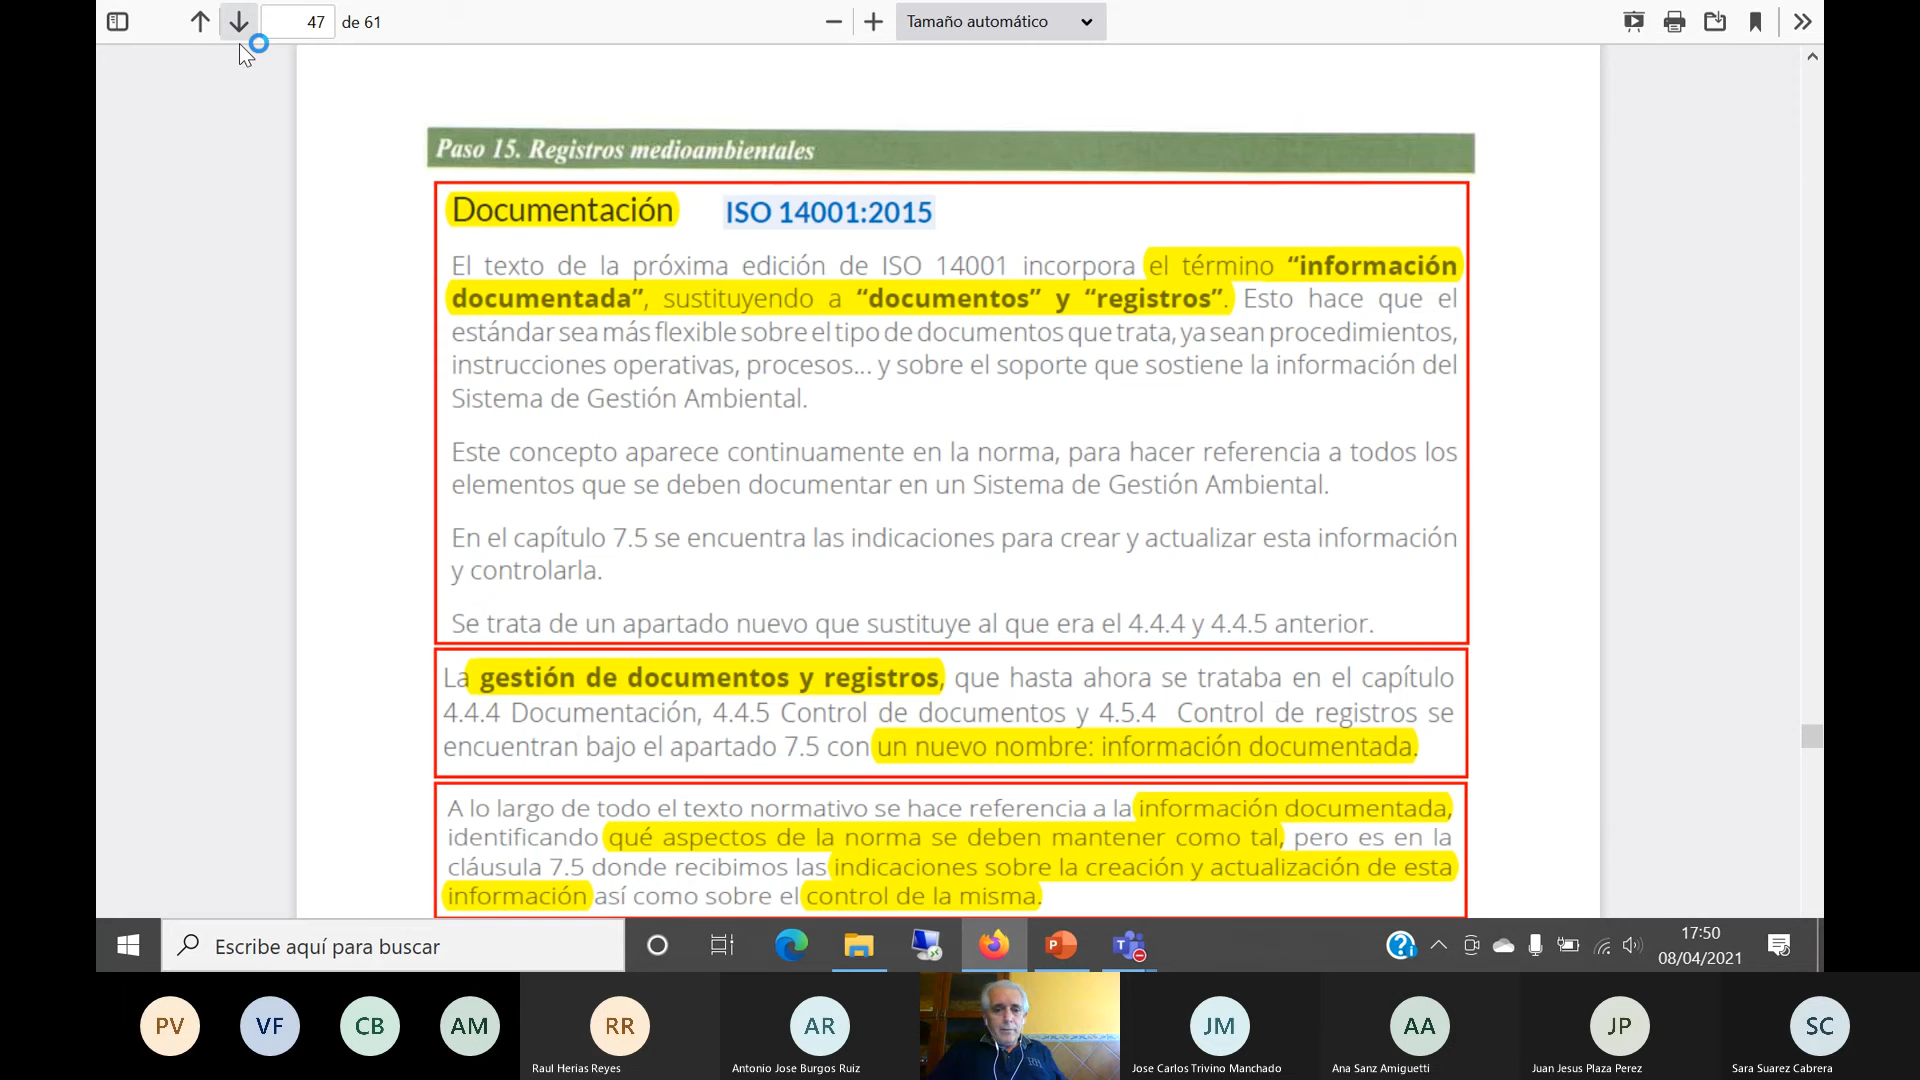 47 de 61
Tamaño automático
Paso 15. Registros medioambientales
Documentación ISO 14001:2015
El texto de la próxima edición de ISO 14001 incorpora el término “información
documentada”, sustituyendo a “documentos” y “registros”. Esto hace que el
estándar sea más flexible sobre el tipo de documentos que trata, ya sean procedimientos,
instrucciones operativas, procesos... y sobre el soporte que sostiene la información del
Sistema de Gestión Ambiental.
Este concepto aparece continuamente en la norma, para hacer referencia a todos los
elementos que se deben documentar en un Sistema de Gestión Ambiental.
En el capítulo 7.5 se encuentra las indicaciones para crear y actualizar esta información
y controlarla.
Se trata de un apartado nuevo que sustituye al que era el 4.4.4 y 4.4.5 anterior.
La gestión de documentos y registros, que hasta ahora se trataba en el capítulo
4.4.4 Documentación, 4.4.5 Control de documentos y 4.5.4 Control de registros se
encuentran bajo el apartado 7.5 con un nuevo nombre: información documentada.
A lo largo de todo el texto normativo se hace referencia a la información documentada,
identificando qué aspectos de la norma se deben mantener como tal, pero es en la
cláusula 7.5 donde recibimos las indicaciones sobre la creación y actualización de esta
información así como sobre el control de la misma.
Escribe aquí para buscar
17:50
08/04/2021
PV VF CB AM RR AR JM AA JP SC
Raul Herias Reyes Antonio Jose Burgos Ruiz Jose Carlos Trivino Manchado Ana Sanz Amiguetti Juan Jesus Plaza Perez Sara Suarez Cabrera